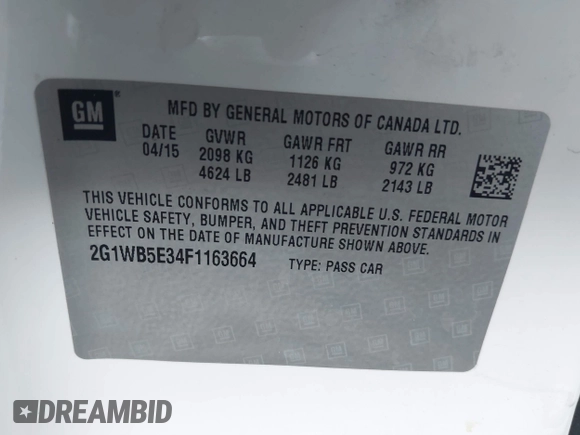 GM
MFD BY GENERAL MOTORS OF CANADA LTD.
DATE GVWR GAWR FRT GAWR RR
04/15 2098 KG 1126 KG 972 KG
4624 LB 2481 LB 2143 LB
THIS VEHICLE CONFORMS TO ALL APPLICABLE U.S. FEDERAL MOTOR
VEHICLE SAFETY, BUMPER, AND THEFT PREVENTION STANDARDS IN
EFFECT ON THE DATE OF MANUFACTURE SHOWN ABOVE.
2G1WB5E34F1163664 TYPE: PASS CAR
DREAMBID